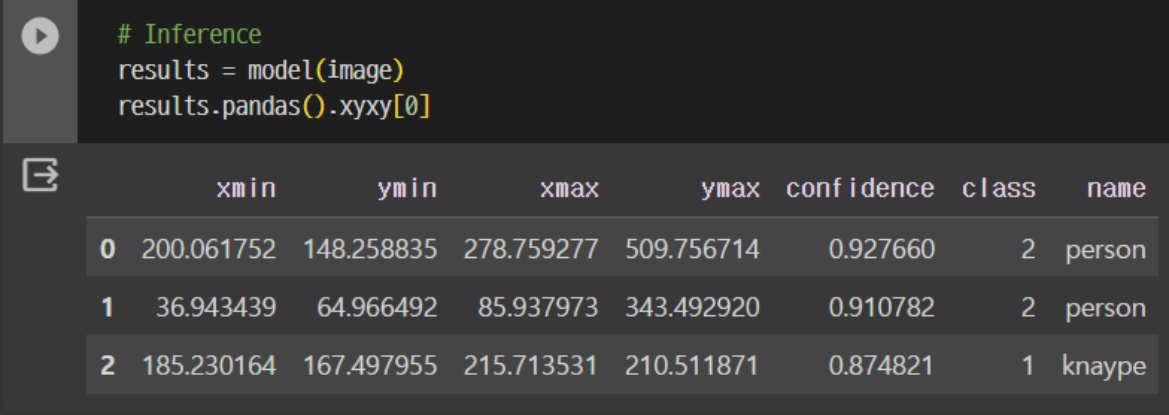 # Inference
results = model(image)
results.pandas().xyxy[0]
xmin ymin xmax ymax confidence class name
0 200.061752 148.258835 278.759277 509.756714 0.927660 2 person
1 36.943439 64.966492 85.937973 343.492920 0.910782 2 person
2 185.230164 167.497955 215.713531 210.511871 0.874821 1 knaype